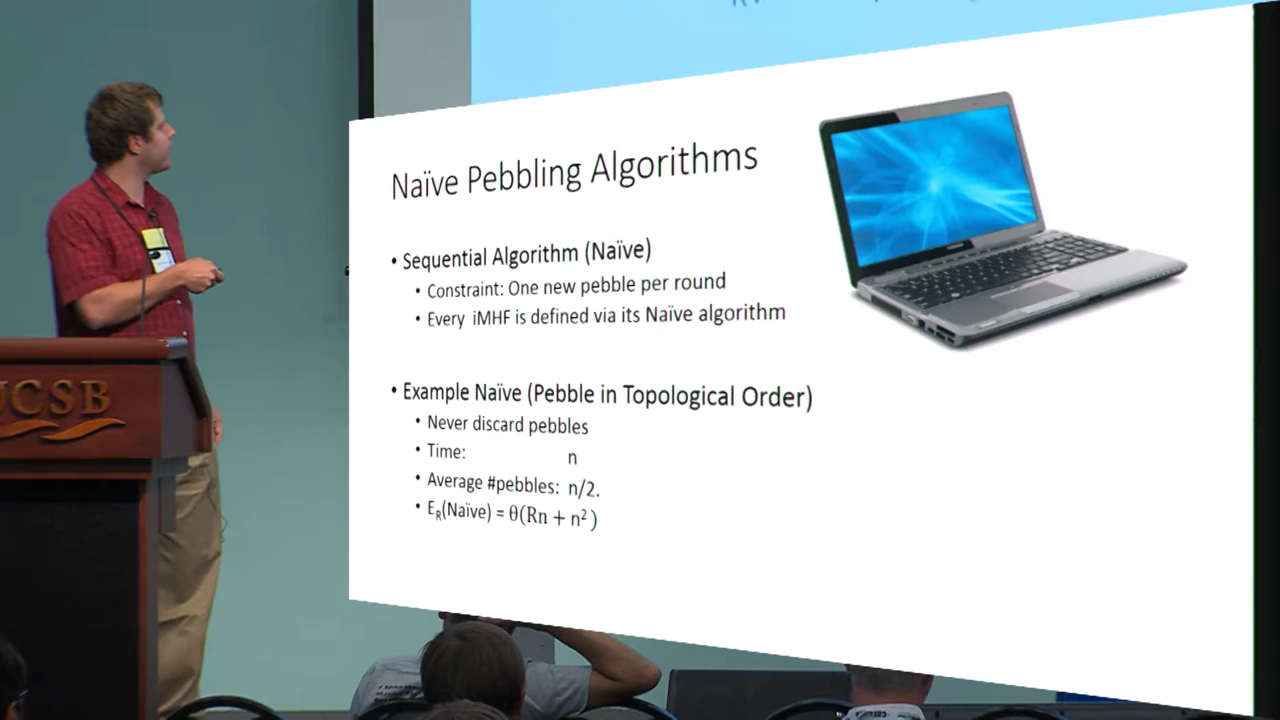 Naïve Pebbling Algorithms
• Sequential Algorithm (Naïve)
• Constraint: One new pebble per round
• Every iMHF is defined via its Naïve algorithm
• Example Naïve (Pebble in Topological Order)
• Never discard pebbles
• Time: n
• Average #pebbles: n/2.
• E_R(Naïve) = θ(Rn + n²)
UCSB